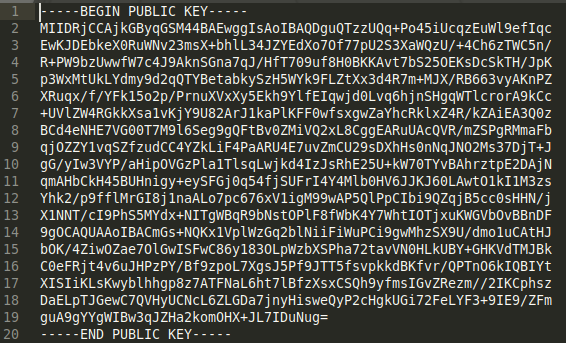 1 -----BEGIN PUBLIC KEY-----
2 MIIDRjCCAjkGByqGSM44BAEwggIsAoIBAQDguQTzzUQq+Po45iUcqzEuWl9efIqc
3 EwKJDEbkeX0RuWNv23msX+bhlL34JZYEdXo7Of77pU2S3XaWQzU/+4Ch6zTWC5n/
4 R+PW9bzUwwfW7c4J9AknSGna7qJ/HfT709uf8H0BKKAvt7bS25OEKsDcSkTH/JpK
5 p3WxMtUkLYdmy9d2qQTYBetabkySzH5WYk9FLZtXx3d4R7m+MJX/RB663vyAKnPZ
6 XRuqx/f/YFk15o2p/PrnuXVxXy5Ekh9YlfEIqwjd0Lvq6hjnSHgqWTlcrorA9kCc
7 +UVlZW4RGkkXsa1vKjY9U82ArJ1kaPlKFF0wfsxgwZaYhcRklxZ4R/kZAiEA3Q0z
8 BCd4eNHE7VG00T7M9l6Seg9gQFtBv0ZMiVQ2xL8CggEARuUAcQVR/mZSPgRMmaFb
9 qjOZZY1vqSZfzudCC4YZkLiF4PaARU4E7uvZmCU29sDXhHs0nNqJNO2Ms37DjT+J
10 gG/yIw3VYP/aHipOVGzPla1TlsqLwjkd4IzJsRhE25U+kW70TYvBAhrztpE2DAjN
11 qmAHbCkH45BUHnigy+eySFGj0q54fjSUFrI4Y4Mlb0HV6JJKJ60LAwtO1kI1M3zs
12 Yhk2/p9fflMrGI8j1naALo7pc676xV1igM99wAP5QlPpCIbi9QZqjB5cc0sHHN/j
13 X1NNT/cI9PhS5MYdx+NITgWBqR9bNstOPlF8fWbK4Y7WhtIOTjxuKWGVbOvBBnDF
14 9gOCAQUAAoIBACmGs+NQKx1VplWzGq2blNiiFiWuPCi9gwMhzSX9U/dmo1uCAtHJ
15 bOK/4ZiwOZae7OlGwISFwC86y183OLpWzbXSPha72tavVN0HLkUBY+GHKVdTMJBk
16 C0eFRjt4v6uJHPzPY/Bf9zpoL7XgsJ5Pf9JTT5fsvpkkdBKfvr/QPTnO6kIQBIYt
17 XISIiKLsKwyblhhgp8z7ATFNaL6ht7lBfzXsxCSQh9yfmsIGvZRezm//2IKCphsz
18 DaELpTJGewC7QVHyUCNcL6ZLGDa7jnyHisweQyP2cHgkUGi72FeLYF3+9IE9/ZFm
19 guA9gYYgWIBw3qJZHa2komOHX+JL7IDuNug=
20 -----END PUBLIC KEY-----